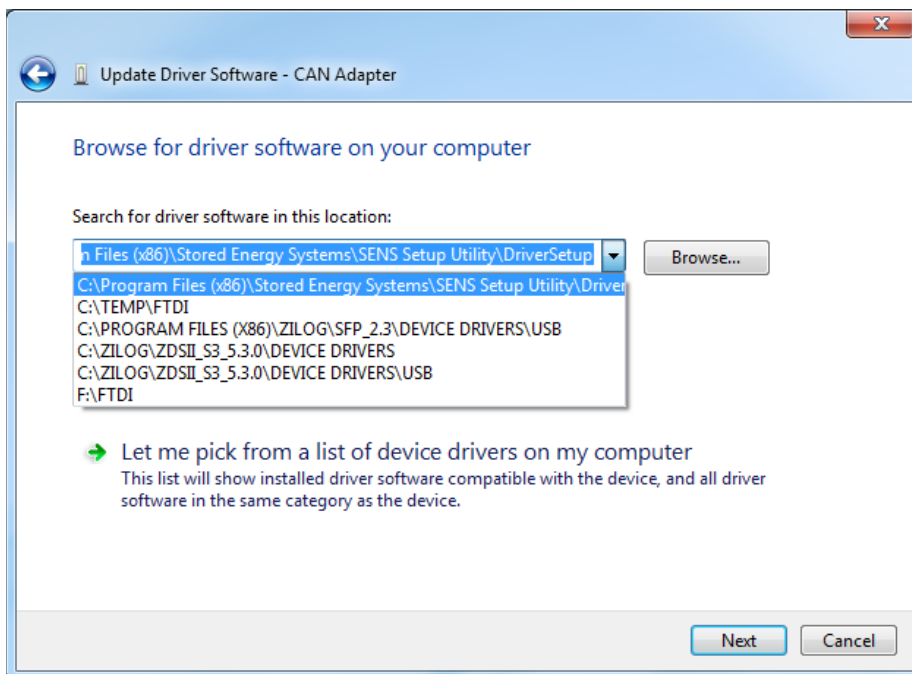 Update Driver Software - CAN Adapter
Browse for driver software on your computer
Search for driver software in this location:
n Files (x86)\Stored Energy Systems\SENS Setup Utility\DriverSetup
Browse...
C:\Program Files (x86)\Stored Energy Systems\SENS Setup Utility\Driver
C:\TEMP\FTDI
C:\PROGRAM FILES (X86)\ZILOG\SFP_2.3\DEVICE DRIVERS\USB
C:\ZILOG\ZDSII_S3_5.3.0\DEVICE DRIVERS
C:\ZILOG\ZDSII_S3_5.3.0\DEVICE DRIVERS\USB
F:\FTDI
Let me pick from a list of device drivers on my computer
This list will show installed driver software compatible with the device, and all driver
software in the same category as the device.
Next
Cancel